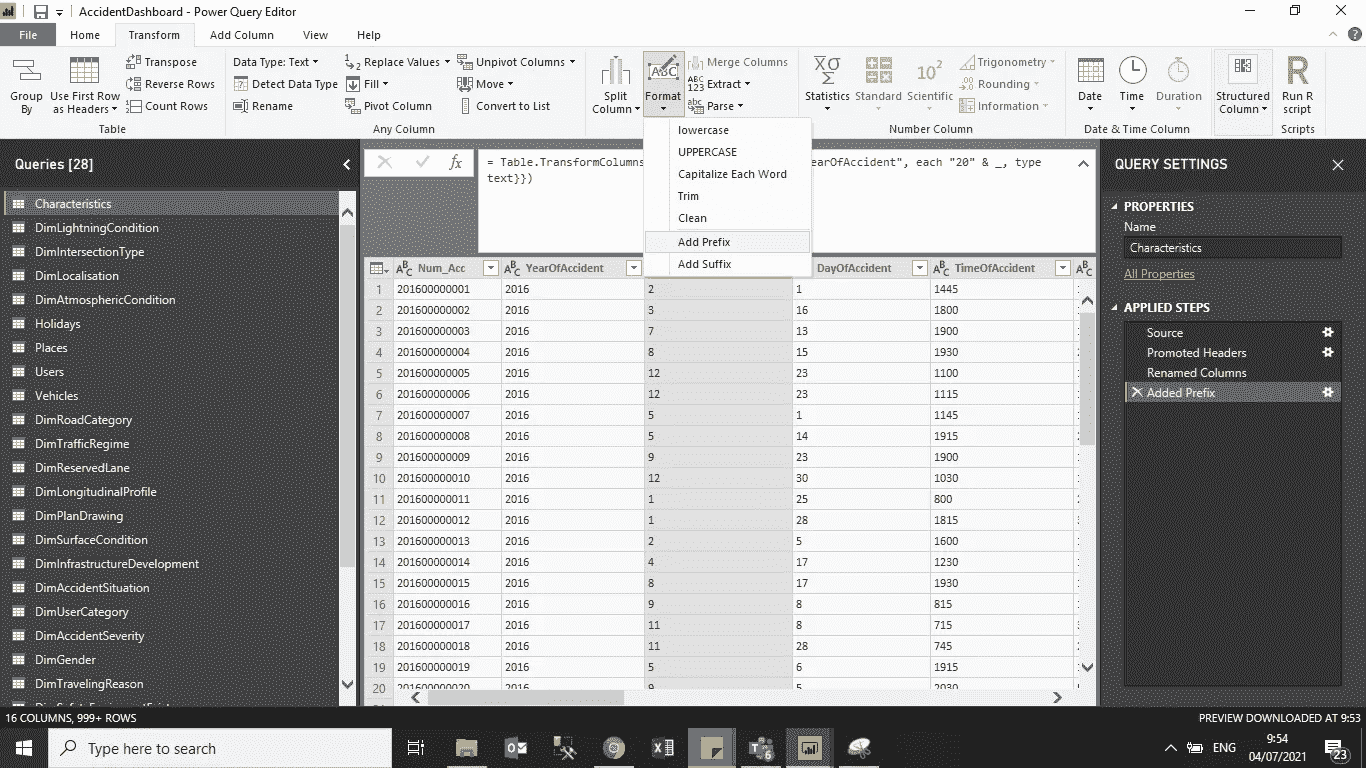 AccidentDashboard - Power Query Editor
File Home Transform Add Column View Help
Group By
Use First Row as Headers
Transpose
Reverse Rows
Count Rows
Table
Data Type: Text
Detect Data Type
Rename
Replace Values
Fill
Pivot Column
Unpivot Columns
Move
Convert to List
Any Column
Split Column
Format
Merge Columns
Extract
Parse
Statistics
Standard
Scientific
Trigonometry
Rounding
Information
Number Column
Date
Time
Duration
Date & Time Column
Structured Column
Run R script
Scripts
lowercase
UPPERCASE
Capitalize Each Word
Trim
Clean
Add Prefix
Add Suffix
Queries [28]
Characteristics
DimLightningCondition
DimIntersectionType
DimLocalisation
DimAtmosphericCondition
Holidays
Places
Users
Vehicles
DimRoadCategory
DimTrafficRegime
DimReservedLane
DimLongitudinalProfile
DimPlanDrawing
DimSurfaceCondition
DimInfrastructureDevelopment
DimAccidentSituation
DimUserCategory
DimAccidentSeverity
DimGender
DimTravelingReason
fx
= Table.TransformColumns earOfAccident", each "20" & _, type
text}})
Num_Acc YearOfAccident DayOfAccident TimeOfAccident
1 201600000001 2016 2 1 1445
2 201600000002 2016 3 16 1800
3 201600000003 2016 7 13 1900
4 201600000004 2016 8 15 1930
5 201600000005 2016 12 23 1100
6 201600000006 2016 12 23 1115
7 201600000007 2016 5 1 1145
8 201600000008 2016 5 14 1915
9 201600000009 2016 9 23 1900
10 201600000010 2016 12 30 1030
11 201600000011 2016 1 25 800
12 201600000012 2016 1 28 1815
13 201600000013 2016 2 5 1600
14 201600000014 2016 4 17 1230
15 201600000015 2016 8 17 1930
16 201600000016 2016 9 8 815
17 201600000017 2016 11 8 715
18 201600000018 2016 11 28 745
19 201600000019 2016 5 6 1915
20 201600000020 2016 9 5 2030
QUERY SETTINGS
PROPERTIES
Name
Characteristics
All Properties
APPLIED STEPS
Source
Promoted Headers
Renamed Columns
Added Prefix
16 COLUMNS, 999+ ROWS
PREVIEW DOWNLOADED AT 9:53
Type here to search
ENG
9:54
04/07/2021
23